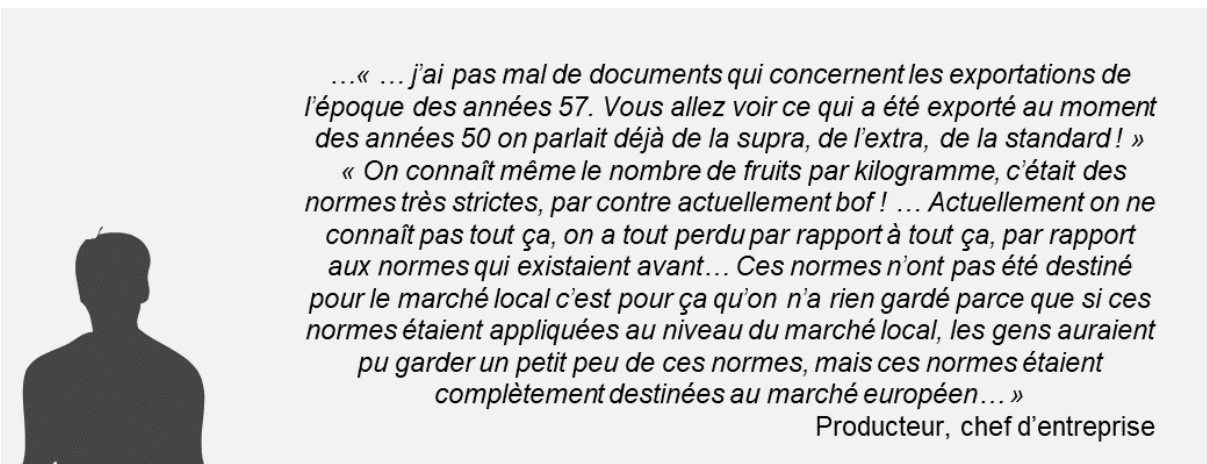 …« … j’ai pas mal de documents qui concernent les exportations de
l’époque des années 57. Vous allez voir ce qui a été exporté au moment
des années 50 on parlait déjà de la supra, de l’extra, de la standard ! »
« On connaît même le nombre de fruits par kilogramme, c’était des
normes très strictes, par contre actuellement bof ! … Actuellement on ne
connaît pas tout ça, on a tout perdu par rapport à tout ça, par rapport
aux normes qui existaient avant… Ces normes n’ont pas été destiné
pour le marché local c’est pour ça qu’on n’a rien gardé parce que si ces
normes étaient appliquées au niveau du marché local, les gens auraient
pu garder un petit peu de ces normes, mais ces normes étaient
complètement destinées au marché européen… »
Producteur, chef d’entreprise